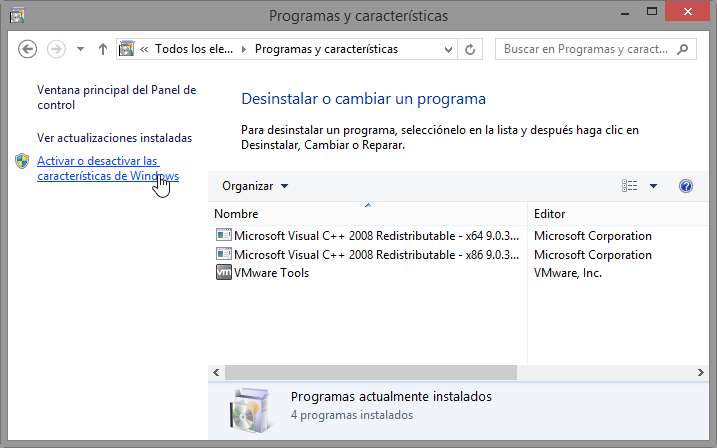 Programas y características
« Todos los ele... Programas y características
Buscar en Programas y caract...
Ventana principal del Panel de
control
Ver actualizaciones instaladas
Activar o desactivar las
características de Windows
Desinstalar o cambiar un programa
Para desinstalar un programa, selecciónelo en la lista y después haga clic en
Desinstalar, Cambiar o Reparar.
Organizar
Nombre Editor
Microsoft Visual C++ 2008 Redistributable - x64 9.0.3... Microsoft Corporation
Microsoft Visual C++ 2008 Redistributable - x86 9.0.3... Microsoft Corporation
vm VMware Tools VMware, Inc.
Programas actualmente instalados
4 programas instalados